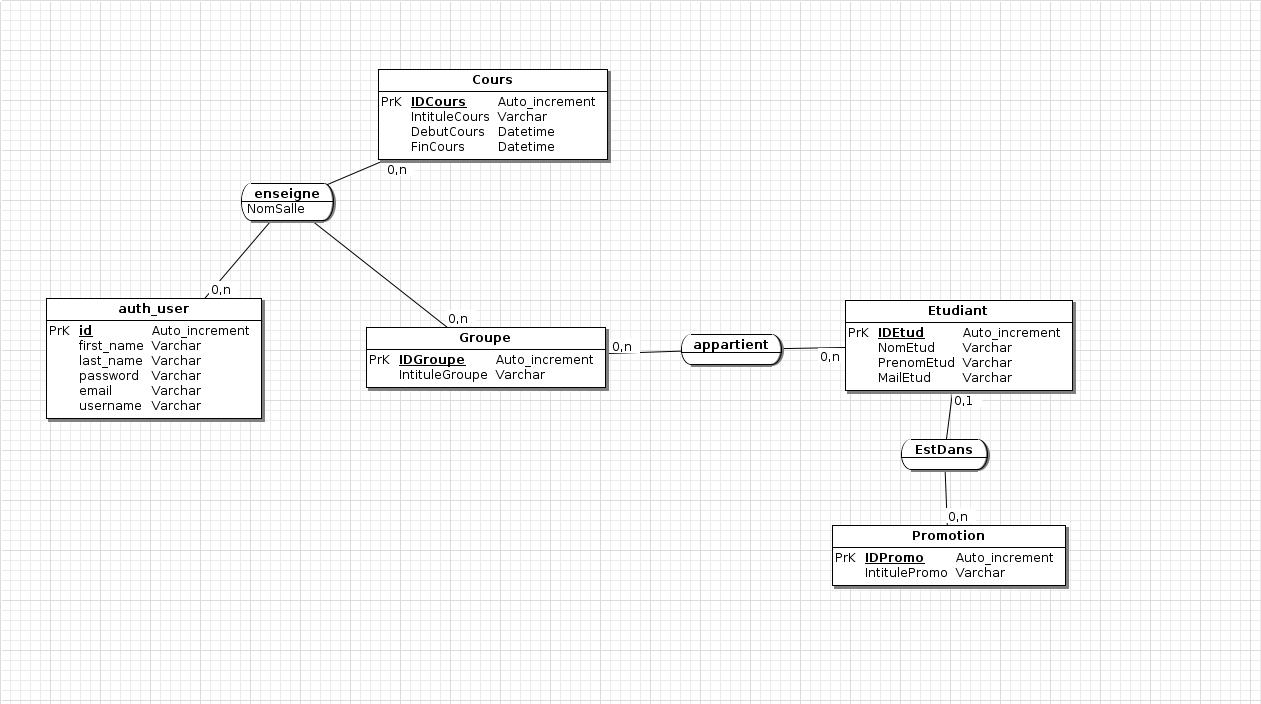 Cours
PrK IDCours Auto_increment
IntituleCours Varchar
DebutCours Datetime
FinCours Datetime
0,n
enseigne
NomSalle
0,n
auth_user
PrK id Auto_increment
first_name Varchar
last_name Varchar
password Varchar
email Varchar
username Varchar
0,n
Groupe
PrK IDGroupe Auto_increment
IntituleGroupe Varchar
0,n
appartient
0,n
Etudiant
PrK IDEtud Auto_increment
NomEtud Varchar
PrenomEtud Varchar
MailEtud Varchar
0,1
EstDans
0,n
Promotion
PrK IDPromo Auto_increment
IntitulePromo Varchar